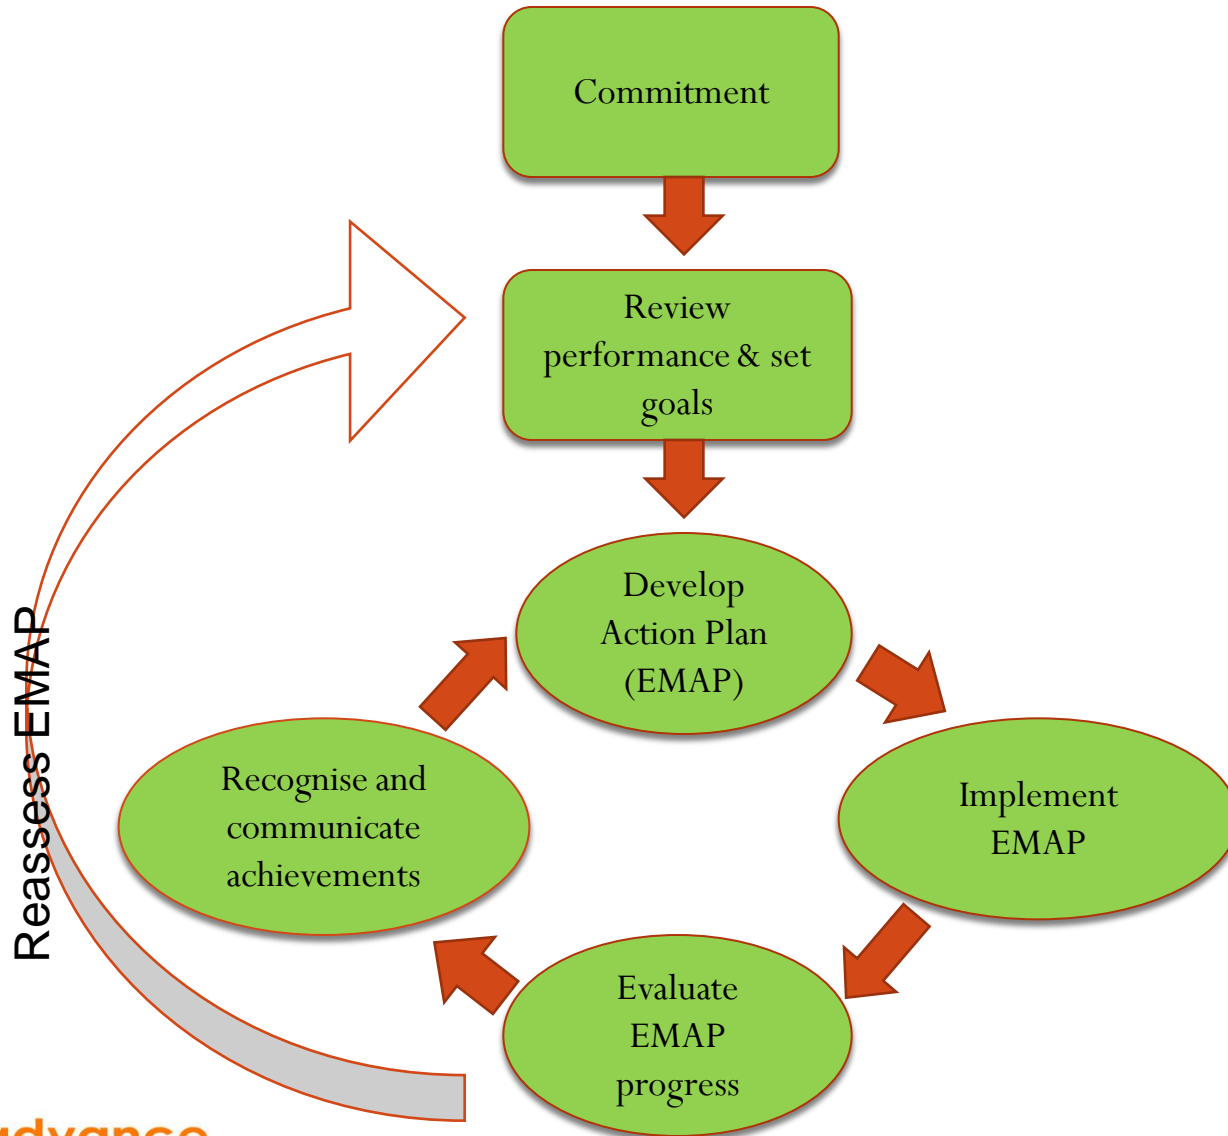 Commitment
Review
performance & set
goals
Develop
Action Plan
(EMAP)
Implement
EMAP
Evaluate
EMAP
progress
Recognise and
communicate
achievements
Reassess EMAP
advance